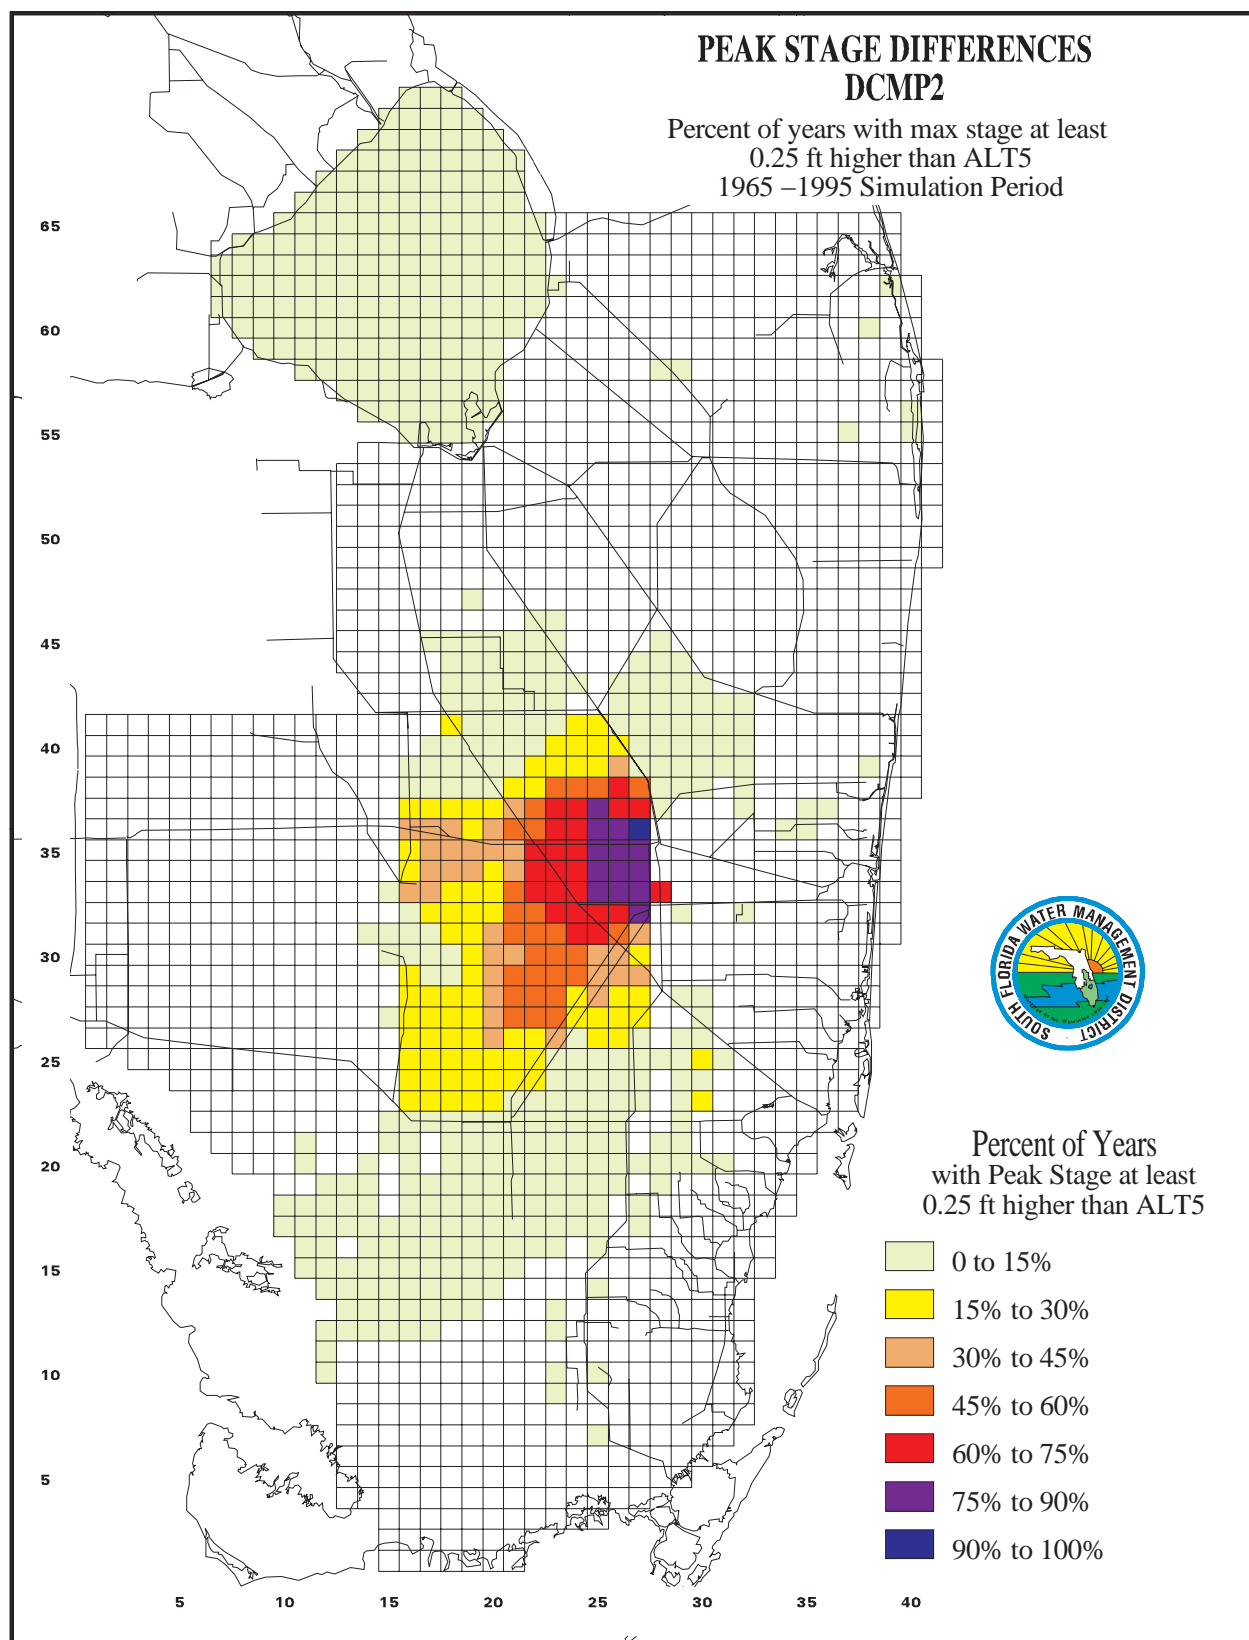 PEAK STAGE DIFFERENCES
DCMP2
Percent of years with max stage at least
0.25 ft higher than ALT5
1965 –1995 Simulation Period
65
60
55
50
45
40
35
30
25
20
15
10
5
5
10
15
20
25
30
35
40
SOUTH FLORIDA WATER MANAGEMENT DISTRICT
Percent of Years
with Peak Stage at least
0.25 ft higher than ALT5
0 to 15%
15% to 30%
30% to 45%
45% to 60%
60% to 75%
75% to 90%
90% to 100%